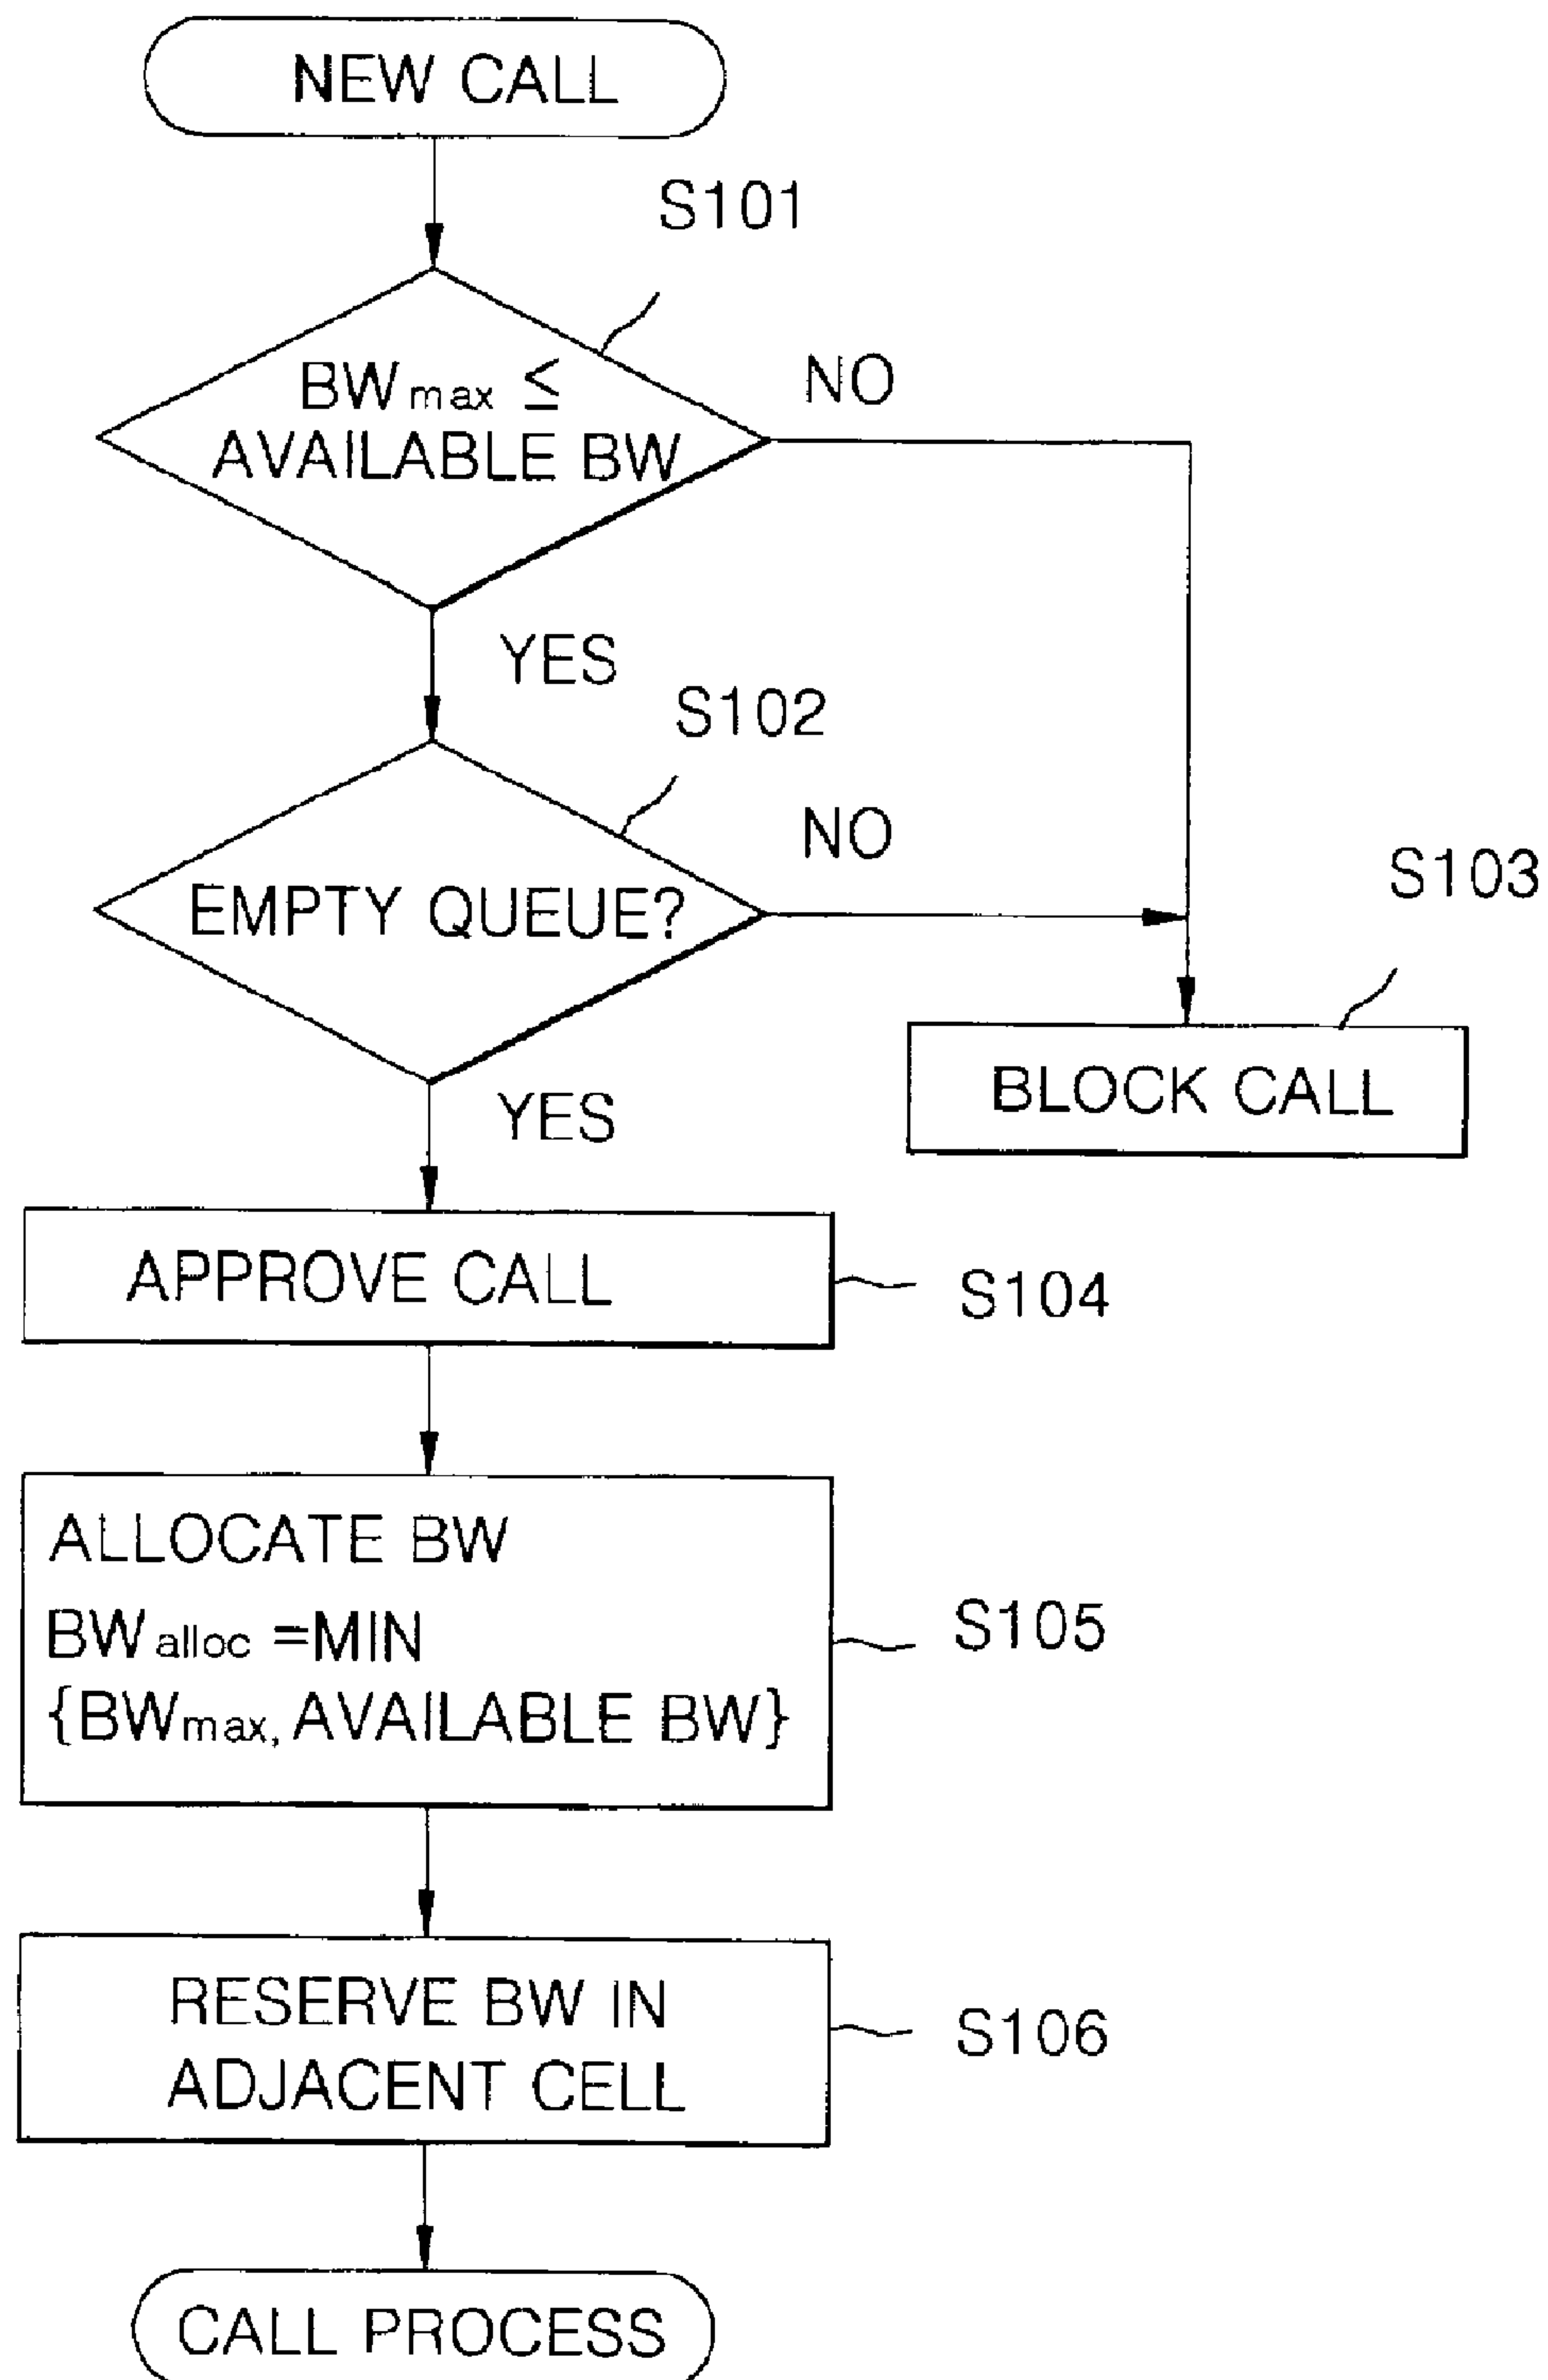 NEW CALL
S101
BWmax ≤
AVAILABLE BW
NO
YES
S102
EMPTY QUEUE?
NO
S103
BLOCK CALL
YES
APPROVE CALL
S104
ALLOCATE BW
BWalloc =MIN
{BWmax, AVAILABLE BW}
S105
RESERVE BW IN
ADJACENT CELL
S106
CALL PROCESS